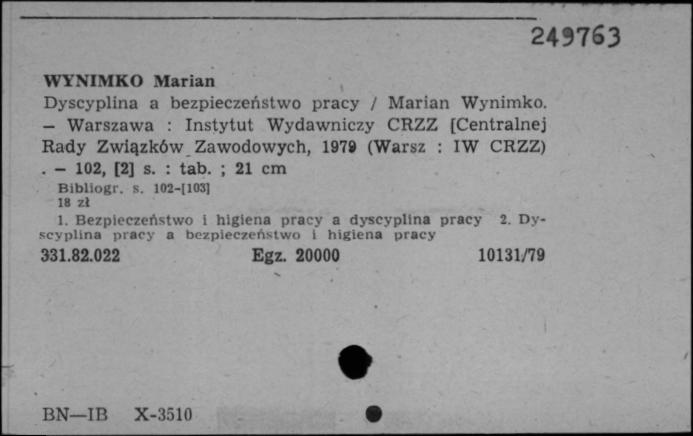 249763
WYNIMKO Marian
Dyscyplina a bezpieczeństwo pracy / Marian Wynimko.
— Warszawa : Instytut Wydawniczy CRZZ [Centralnej
Rady Związków Zawodowych, 1979 (Warsz : IW CRZZ)
. — 102, [2] s. : tab. ; 21 cm
Bibliogr. s. 102-[103]
18 zł
1. Bezpieczeństwo i higiena pracy a dyscyplina pracy 2. Dy-
scyplina pracy a bezpieczeństwo i higiena pracy
331.82.022 Egz. 20000 10131/79
BN—IB X-3510